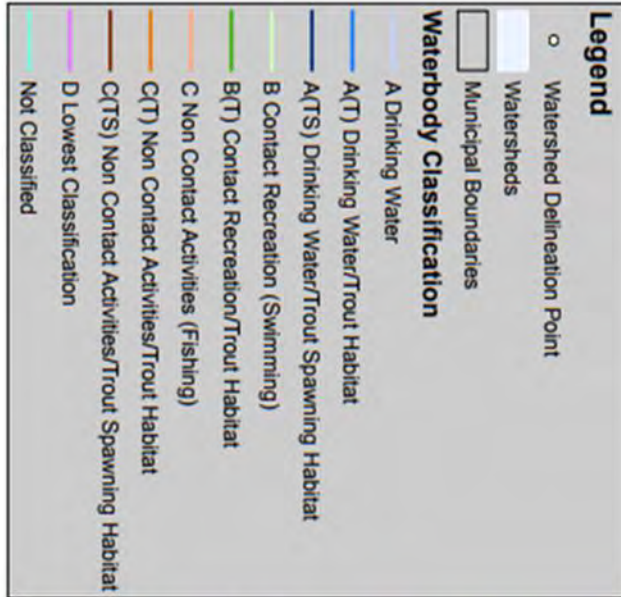 Legend
Watershed Delineation Point
Watersheds
Municipal Boundaries
Waterbody Classification
A Drinking Water
A(T) Drinking Water/Trout Habitat
A(TS) Drinking Water/Trout Spawning Habitat
B Contact Recreation (Swimming)
B(T) Contact Recreation/Trout Habitat
C Non Contact Activities (Fishing)
C(T) Non Contact Activities/Trout Habitat
C(TS) Non Contact Activities/Trout Spawning Habitat
D Lowest Classification
Not Classified